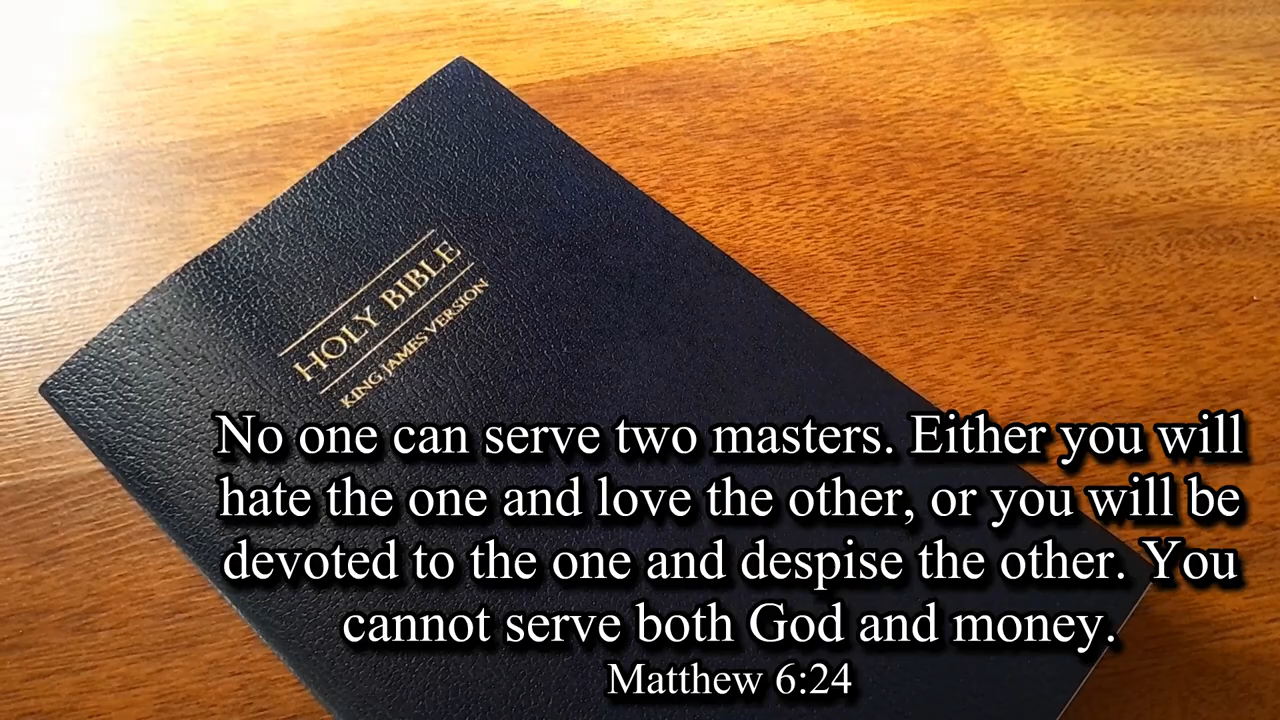 HOLY BIBLE
KING JAMES VERSION
No one can serve two masters. Either you will
hate the one and love the other, or you will be
devoted to the one and despise the other. You
cannot serve both God and money.
Matthew 6:24